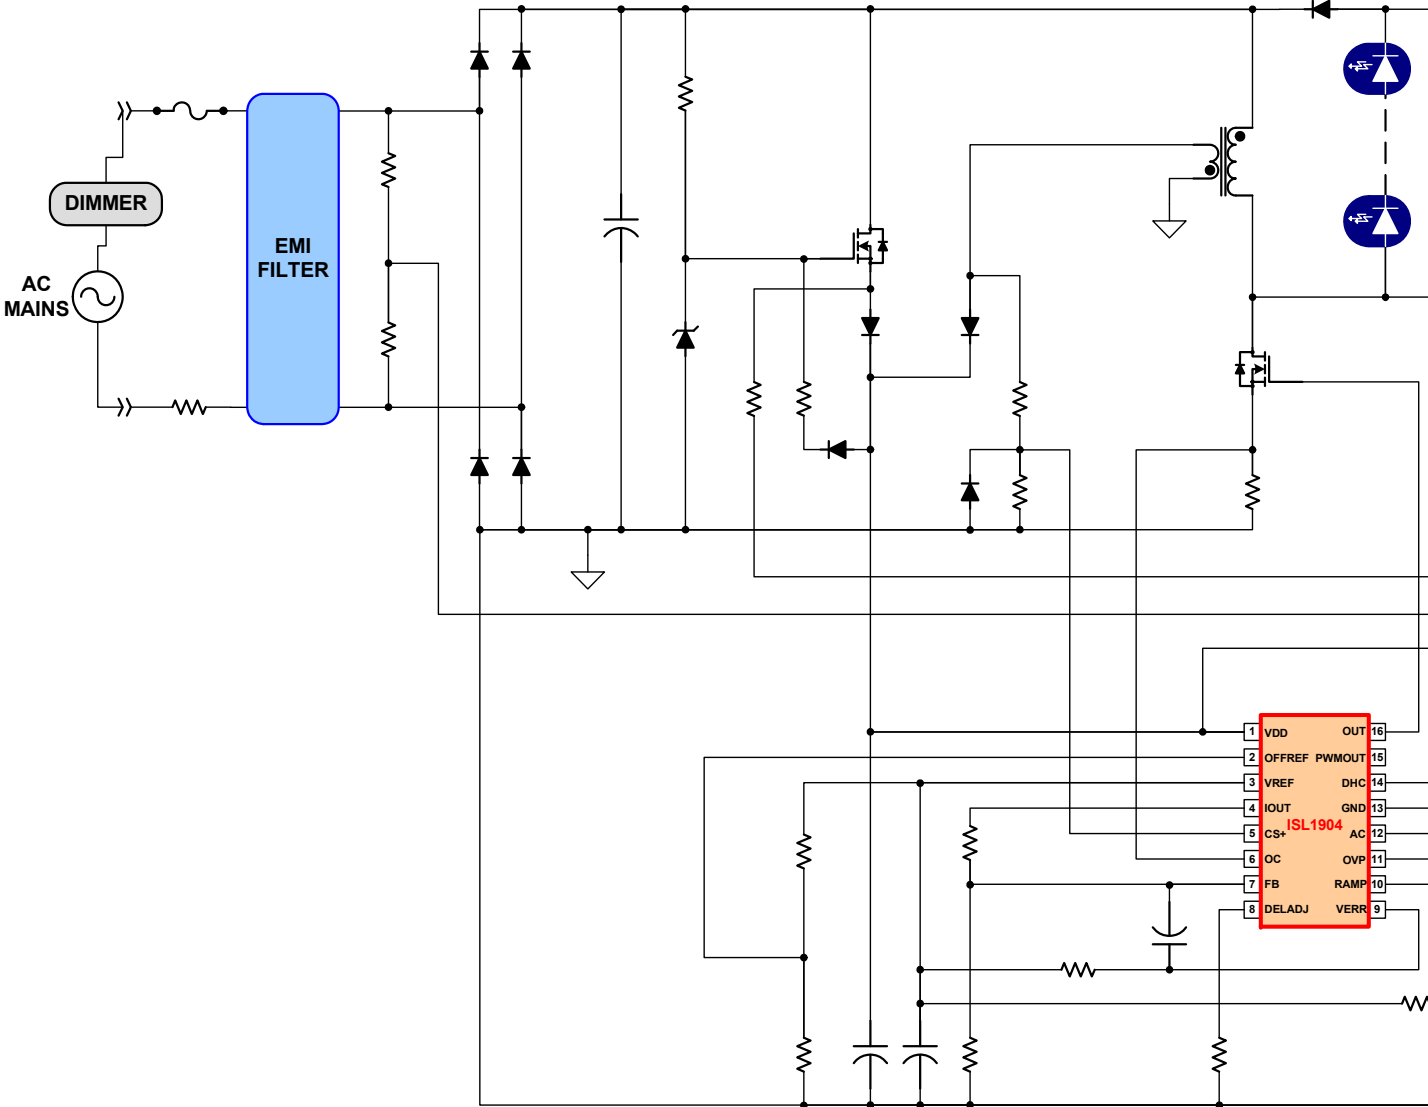 DIMMER
AC
MAINS
EMI
FILTER
1 VDD OUT 16
2 OFFREF PWMOUT 15
3 VREF DHC 14
4 IOUT GND 13
ISL1904
5 CS+ AC 12
6 OC OVP 11
7 FB RAMP 10
8 DELADJ VERR 9